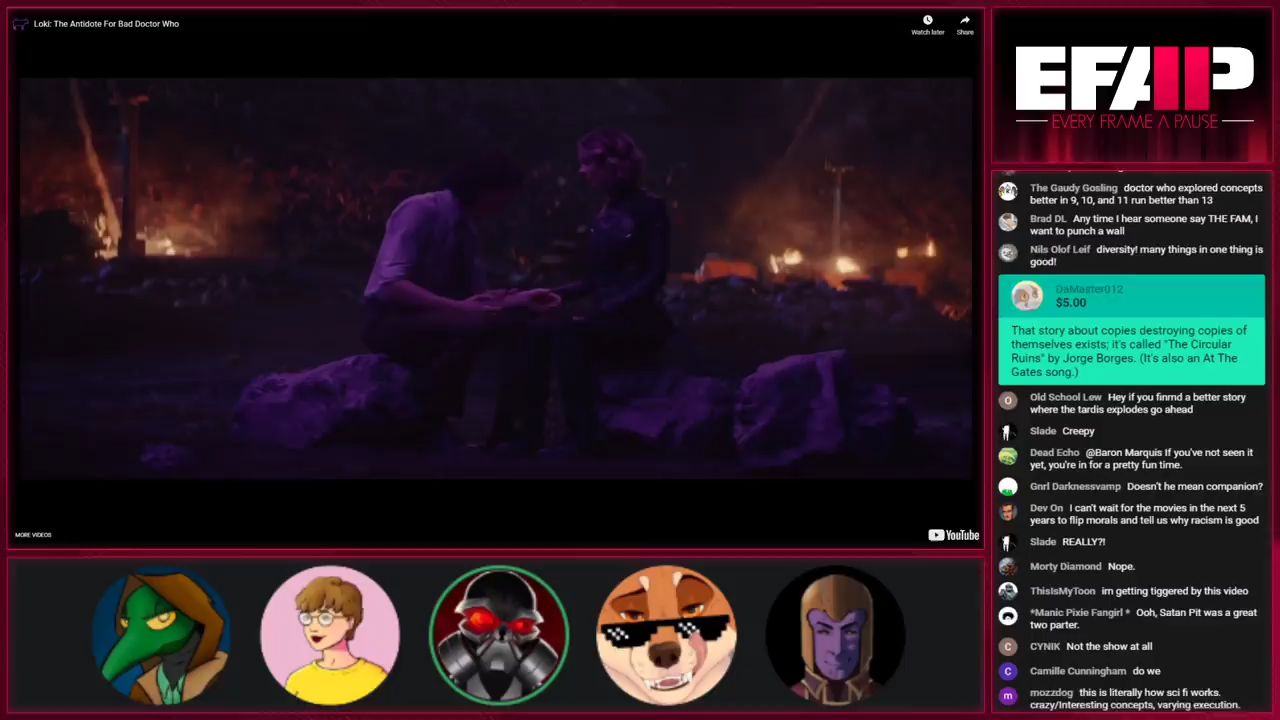 Loki: The Antidote For Bad Doctor Who
Watch later
Share
MORE VIDEOS
YouTube
EFAP
EVERY FRAME A PAUSE
The Gaudy Gosling doctor who explored concepts
better in 9, 10, and 11 run better than 13
Brad DL Any time I hear someone say THE FAM, I
want to punch a wall
Nils Olof Leif diversity! many things in one thing is
good!
DaMaster012
$5.00
That story about copies destroying copies of
themselves exists; it's called "The Circular
Ruins" by Jorge Borges. (It's also an At The
Gates song.)
O
Old School Lew Hey if you finmd a better story
where the tardis explodes go ahead
Slade Creepy
Dead Echo @Baron Marquis If you've not seen it
yet, you're in for a pretty fun time.
Gnrl Darknessvamp Doesn't he mean companion?
Dev On I can't wait for the movies in the next 5
years to flip morals and tell us why racism is good
Slade REALLY?!
Morty Diamond Nope.
ThisIsMyToon im getting tiggered by this video
*Manic Pixie Fangirl * Ooh, Satan Pit was a great
two parter.
C
CYNIK Not the show at all
C
Camille Cunningham do we
m
mozzdog this is literally how sci fi works.
crazy/Interesting concepts, varying execution.